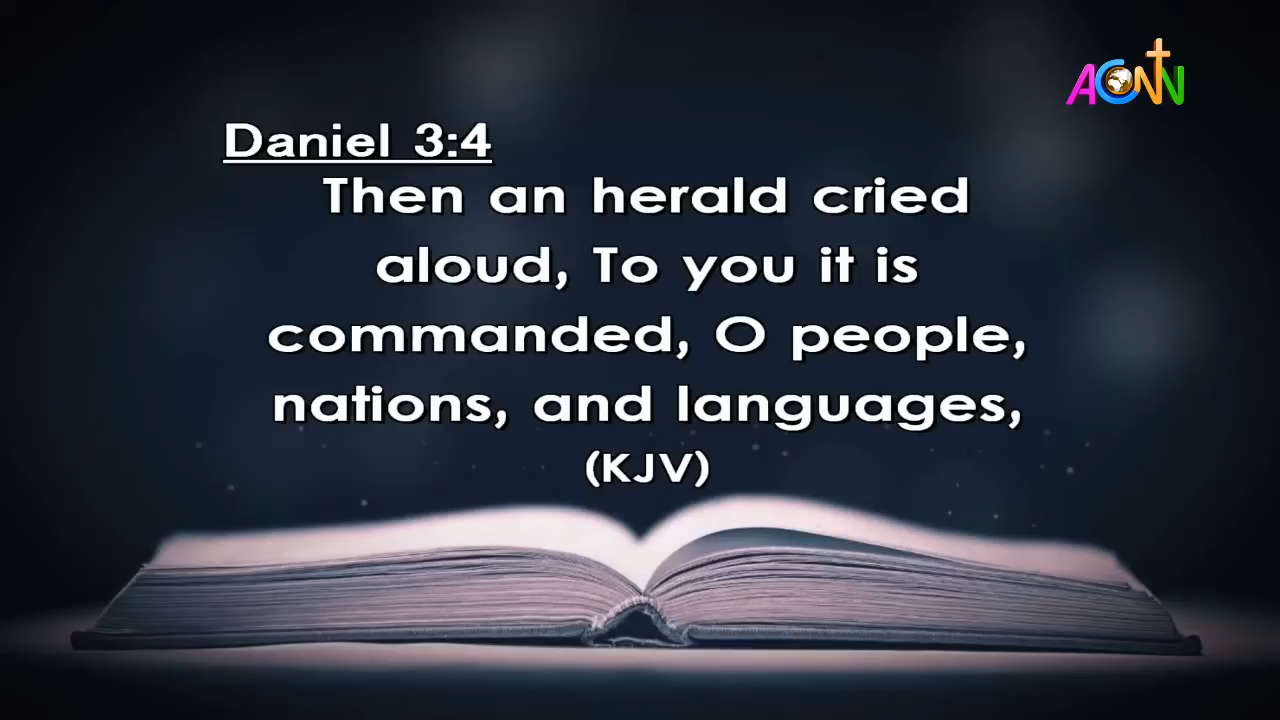 ACNN
Daniel 3:4
Then an herald cried
aloud, To you it is
commanded, O people,
nations, and languages,
(KJV)